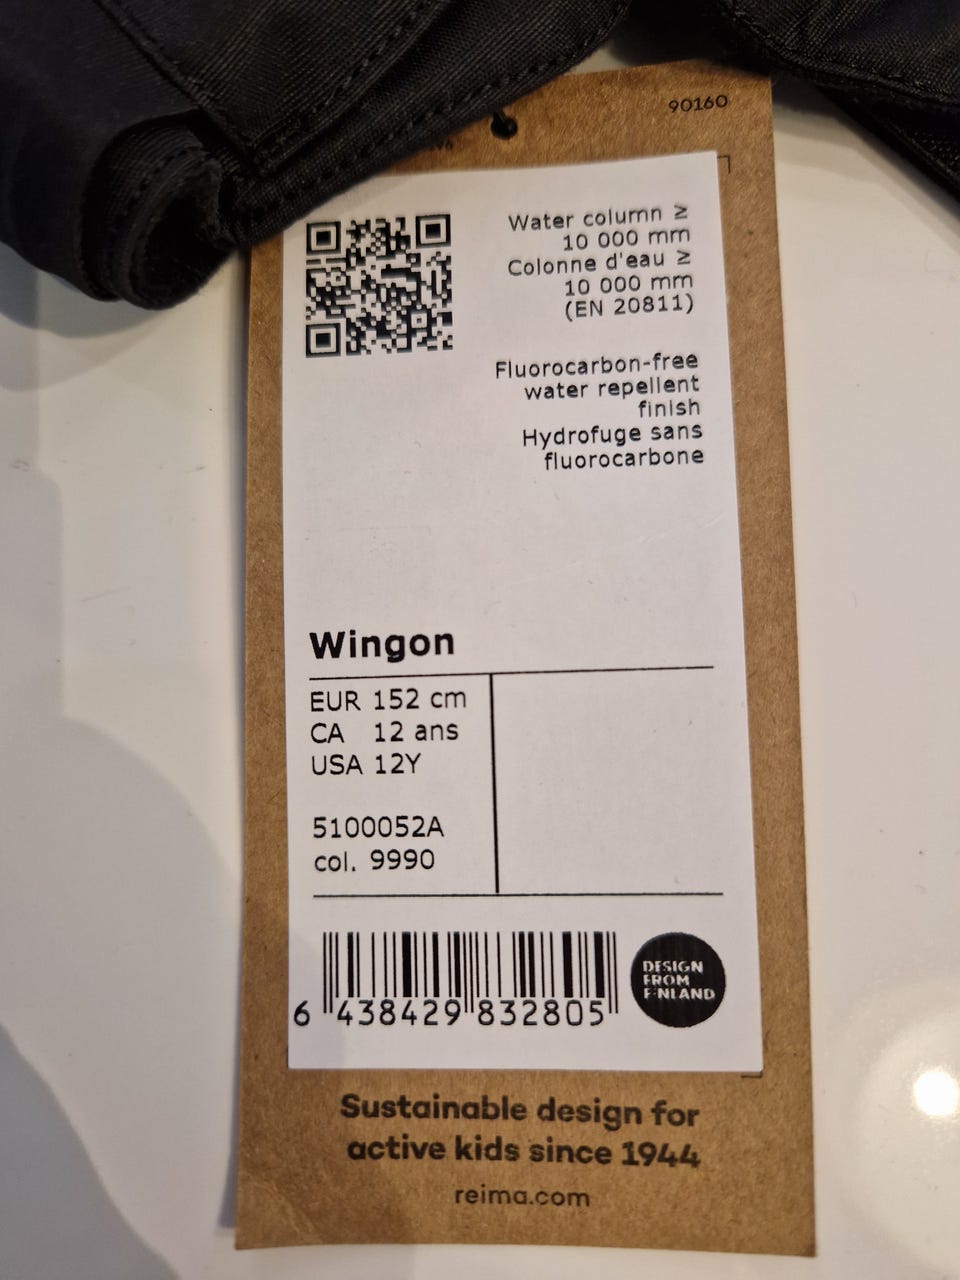 90160
Water column ≥
10 000 mm
Colonne d'eau ≥
10 000 mm
(EN 20811)
Fluorocarbon-free
water repellent
finish
Hydrofuge sans
fluorocarbone
Wingon
EUR 152 cm
CA 12 ans
USA 12Y
5100052A
col. 9990
6 438429 832805
DESIGN
FROM
FINLAND
Sustainable design for
active kids since 1944
reima.com